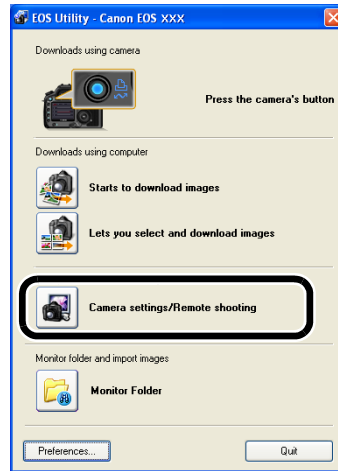 EOS Utility - Canon EOS XXX
Downloads using camera
Press the camera's button
Downloads using computer
Starts to download images
Lets you select and download images
Camera settings/Remote shooting
Monitor folder and import images
Monitor Folder
Preferences...
Quit